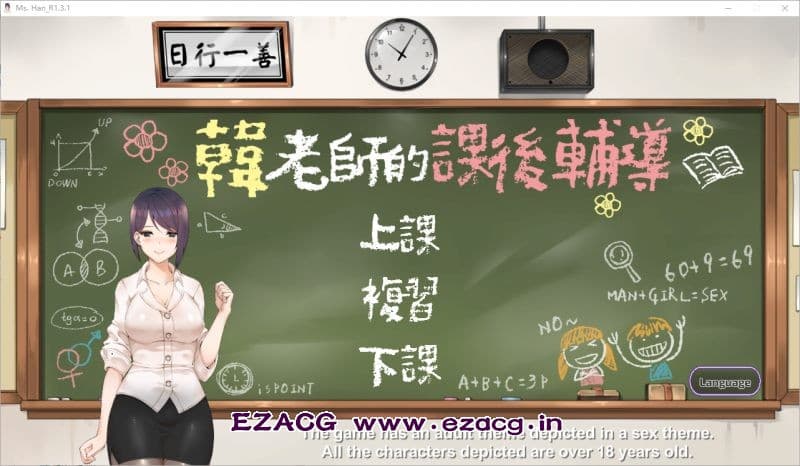 Ms. Han_R1.3.1
日行一善
韓老師的課後輔導
上課
複習
下課
UP
DOWN
A
B
C
tga=0
60+9=69
MAN+GIRL=SEX
NO~
isPOINT
A+B+C=3P
Language
EZACG www.ezacg.in
The game has an adult theme depicted in a sex theme.
All the characters depicted are over 18 years old.